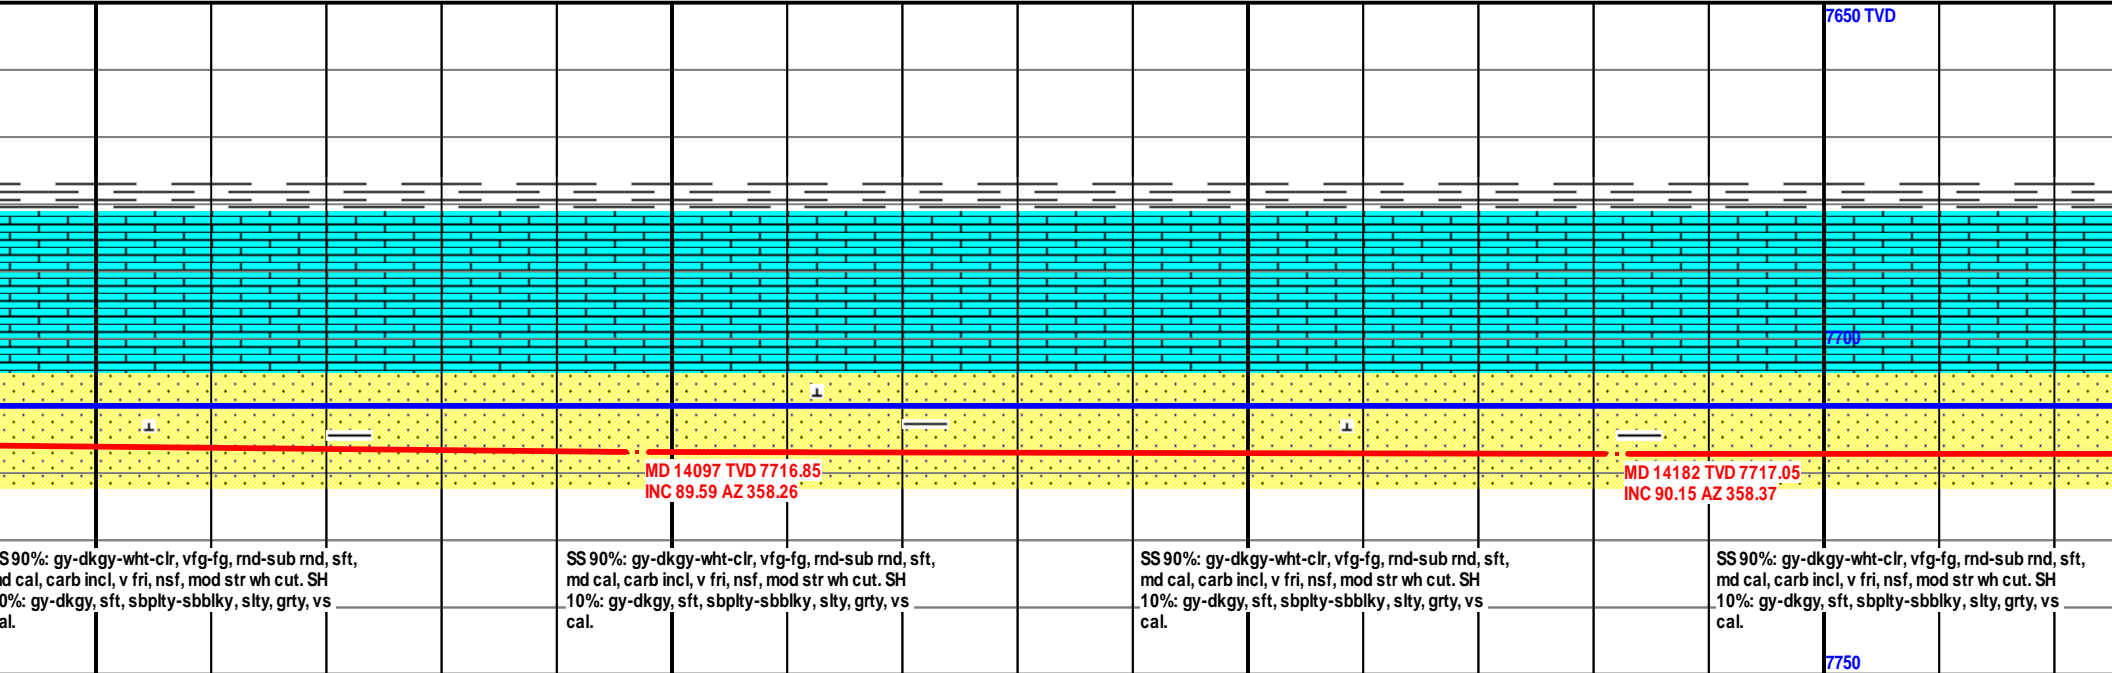 7650 TVD
7700
MD 14097 TVD 7716.85
INC 89.59 AZ 358.26
MD 14182 TVD 7717.05
INC 90.15 AZ 358.37
S 90%: gy-dkgy-wht-clr, vfg-fg, rnd-sub rnd, sft,
d cal, carb incl, v fri, nsf, mod str wh cut. SH
0%: gy-dkgy, sft, sbplty-sbblky, slty, grty, vs
al.
SS 90%: gy-dkgy-wht-clr, vfg-fg, rnd-sub rnd, sft,
md cal, carb incl, v fri, nsf, mod str wh cut. SH
10%: gy-dkgy, sft, sbplty-sbblky, slty, grty, vs
cal.
SS 90%: gy-dkgy-wht-clr, vfg-fg, rnd-sub rnd, sft,
md cal, carb incl, v fri, nsf, mod str wh cut. SH
10%: gy-dkgy, sft, sbplty-sbblky, slty, grty, vs
cal.
SS 90%: gy-dkgy-wht-clr, vfg-fg, rnd-sub rnd, sft,
md cal, carb incl, v fri, nsf, mod str wh cut. SH
10%: gy-dkgy, sft, sbplty-sbblky, slty, grty, vs
cal.
7750